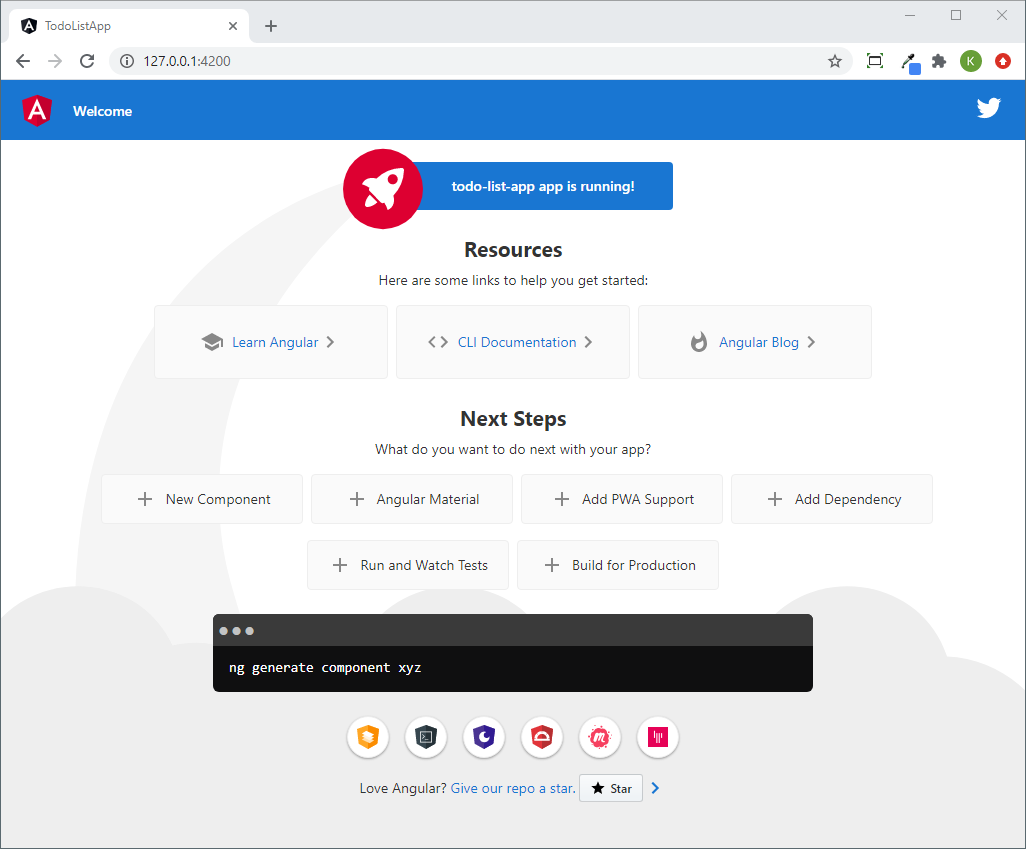 TodoListApp
127.0.0.1:4200
K
Welcome
todo-list-app app is running!
Resources
Here are some links to help you get started:
Learn Angular
CLI Documentation
Angular Blog
Next Steps
What do you want to do next with your app?
New Component
Angular Material
Add PWA Support
Add Dependency
Run and Watch Tests
Build for Production
ng generate component xyz
Love Angular? Give our repo a star. Star